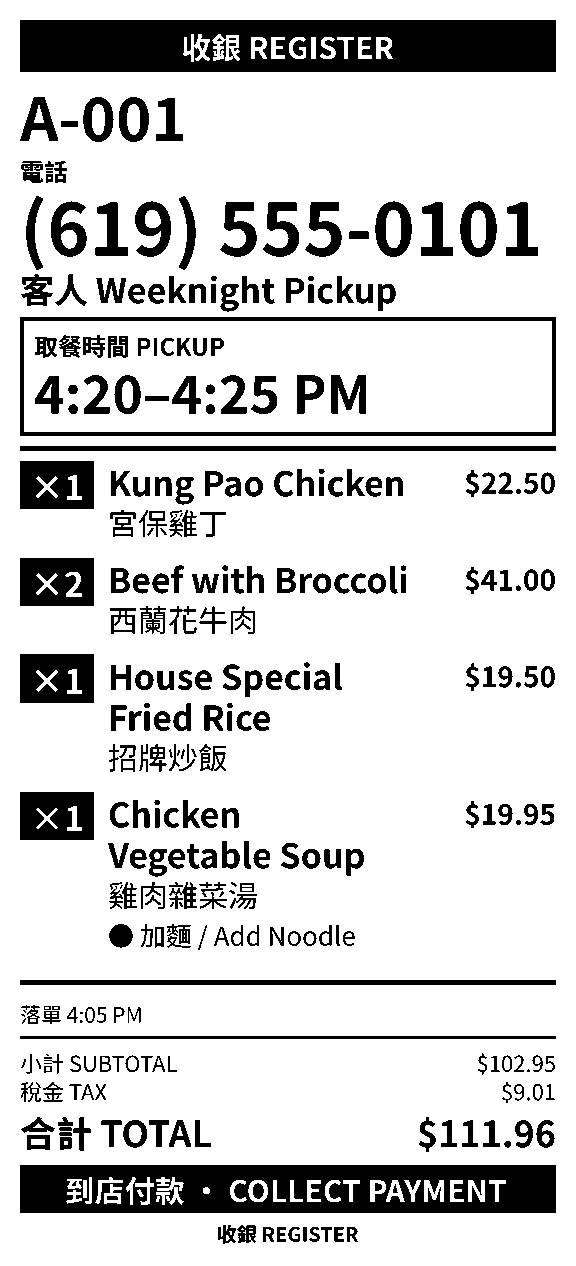 收銀 REGISTER
A-001
電話
(619) 555-0101
客人 Weeknight Pickup
取餐時間 PICKUP
4:20–4:25 PM
×1 Kung Pao Chicken $22.50
宮保雞丁
×2 Beef with Broccoli $41.00
西蘭花牛肉
×1 House Special $19.50
Fried Rice
招牌炒飯
×1 Chicken $19.95
Vegetable Soup
雞肉雜菜湯
● 加麵 / Add Noodle
落單 4:05 PM
小計 SUBTOTAL $102.95
稅金 TAX $9.01
合計 TOTAL $111.96
到店付款 · COLLECT PAYMENT
收銀 REGISTER